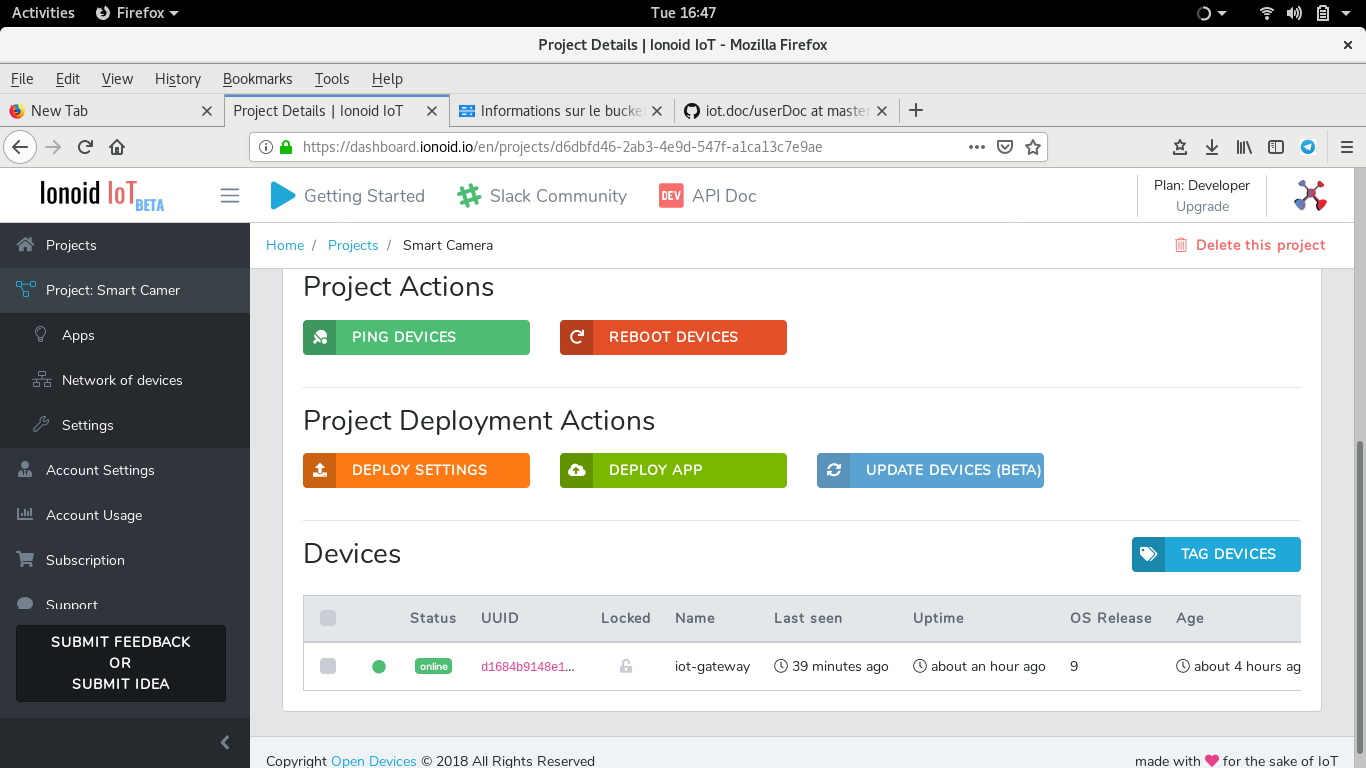 Activities Firefox Tue 16:47
Project Details | Ionoid IoT - Mozilla Firefox
File Edit View History Bookmarks Tools Help
New Tab Project Details | Ionoid IoT Informations sur le bucket iot.doc/userDoc at master
https://dashboard.ionoid.io/en/projects/d6dbfd46-2ab3-4e9d-547f-a1ca13c7e9ae
Ionoid IoT BETA Getting Started Slack Community DEV API Doc Plan: Developer
Upgrade
Projects
Project: Smart Camer
Apps
Network of devices
Settings
Account Settings
Account Usage
Subscription
Support
SUBMIT FEEDBACK
OR
SUBMIT IDEA
Home / Projects / Smart Camera Delete this project
Project Actions
PING DEVICES REBOOT DEVICES
Project Deployment Actions
DEPLOY SETTINGS DEPLOY APP UPDATE DEVICES (BETA)
Devices TAG DEVICES
Status UUID Locked Name Last seen Uptime OS Release Age
online d1684b9148e1... iot-gateway 39 minutes ago about an hour ago 9 about 4 hours ag
Copyright Open Devices © 2018 All Rights Reserved made with ❤ for the sake of IoT